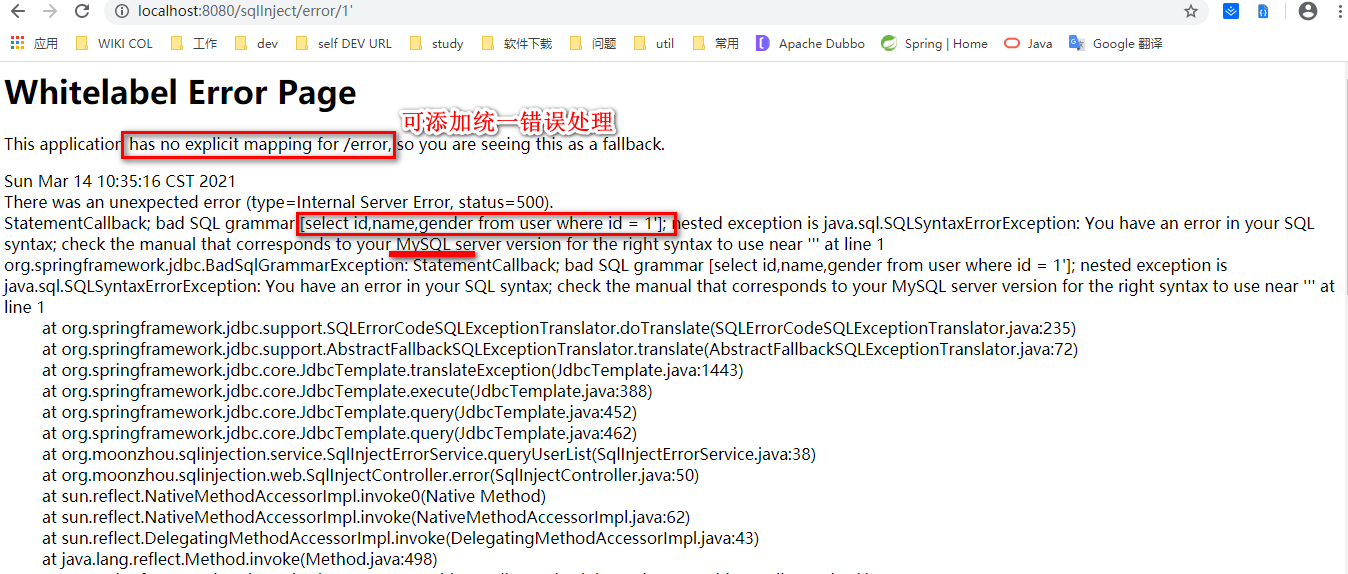 localhost:8080/sqlInject/error/1'
应用 WIKI COL 工作 dev self DEV URL study 软件下载 问题 util 常用 Apache Dubbo Spring | Home Java Google 翻译
Whitelabel Error Page
可添加统一错误处理
This application has no explicit mapping for /error, so you are seeing this as a fallback.
Sun Mar 14 10:35:16 CST 2021
There was an unexpected error (type=Internal Server Error, status=500).
StatementCallback; bad SQL grammar [select id,name,gender from user where id = 1']; nested exception is java.sql.SQLSyntaxErrorException: You have an error in your SQL
syntax; check the manual that corresponds to your MySQL server version for the right syntax to use near ''' at line 1
org.springframework.jdbc.BadSqlGrammarException: StatementCallback; bad SQL grammar [select id,name,gender from user where id = 1']; nested exception is
java.sql.SQLSyntaxErrorException: You have an error in your SQL syntax; check the manual that corresponds to your MySQL server version for the right syntax to use near ''' at
line 1
at org.springframework.jdbc.support.SQLErrorCodeSQLExceptionTranslator.doTranslate(SQLErrorCodeSQLExceptionTranslator.java:235)
at org.springframework.jdbc.support.AbstractFallbackSQLExceptionTranslator.translate(AbstractFallbackSQLExceptionTranslator.java:72)
at org.springframework.jdbc.core.JdbcTemplate.translateException(JdbcTemplate.java:1443)
at org.springframework.jdbc.core.JdbcTemplate.execute(JdbcTemplate.java:388)
at org.springframework.jdbc.core.JdbcTemplate.query(JdbcTemplate.java:452)
at org.springframework.jdbc.core.JdbcTemplate.query(JdbcTemplate.java:462)
at org.moonzhou.sqlinjection.service.SqlInjectErrorService.queryUserList(SqlInjectErrorService.java:38)
at org.moonzhou.sqlinjection.web.SqlInjectController.error(SqlInjectController.java:50)
at sun.reflect.NativeMethodAccessorImpl.invoke0(Native Method)
at sun.reflect.NativeMethodAccessorImpl.invoke(NativeMethodAccessorImpl.java:62)
at sun.reflect.DelegatingMethodAccessorImpl.invoke(DelegatingMethodAccessorImpl.java:43)
at java.lang.reflect.Method.invoke(Method.java:498)